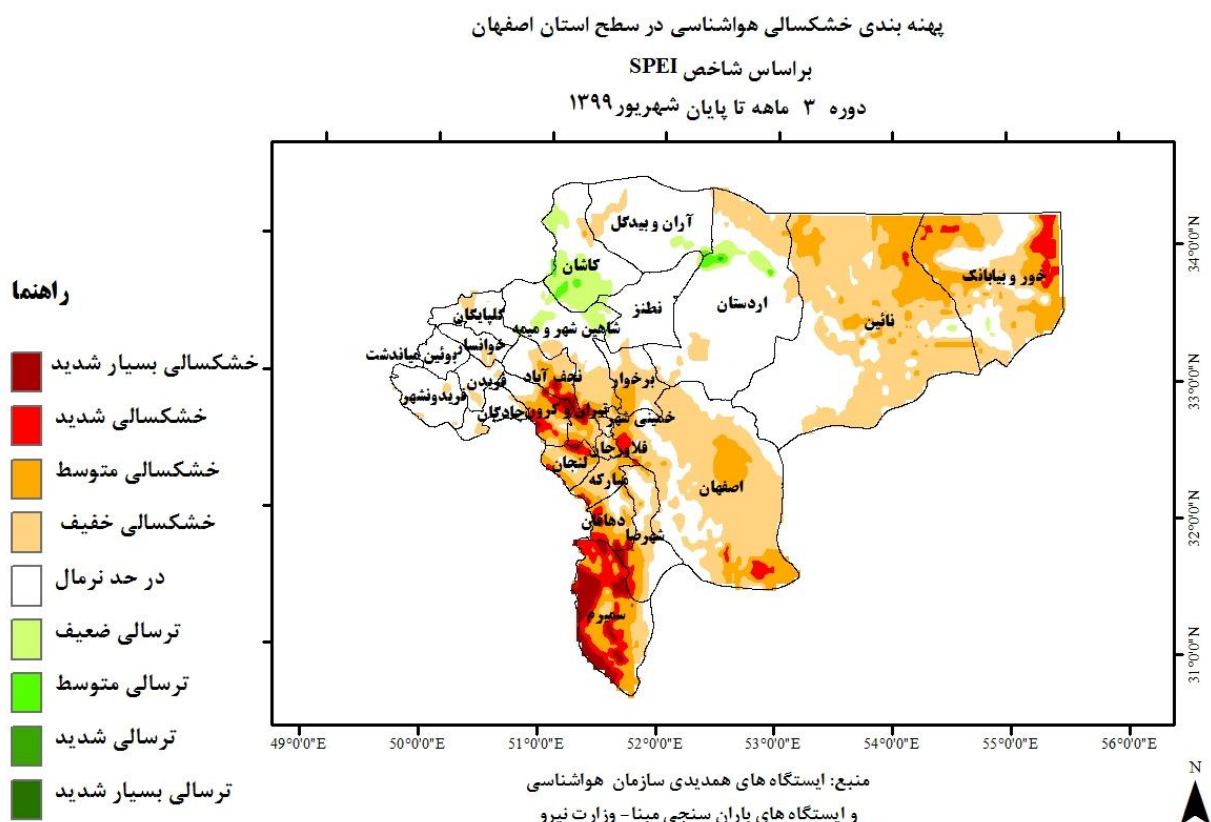 پهنه بندی خشکسالی هواشناسی در سطح استان اصفهان
براساس شاخص SPEI
دوره ۳ ماهه تا پایان شهریور ۱۳۹۹
راهنما
خشکسالی بسیار شدید
خشکسالی شدید
خشکسالی متوسط
خشکسالی خفیف
در حد نرمال
ترسالی ضعیف
ترسالی متوسط
ترسالی شدید
ترسالی بسیار شدید
آران و بیدگل
کاشان
خور و بیابانک
اردستان
نطنز
نائین
گلپایگان
شاهین شهر و میمه
خوانسار
بوئین میاندشت
نجف آباد
برخوار
فریدن
فریدونشهر
تیران و کرون
خمینی شهر
چادگان
فلاورجان
لنجان
مبارکه
اصفهان
دهاقان
شهرضا
سمیرم
34°0'0"N
33°0'0"N
32°0'0"N
31°0'0"N
49°0'0"E
50°0'0"E
51°0'0"E
52°0'0"E
53°0'0"E
54°0'0"E
55°0'0"E
56°0'0"E
منبع: ایستگاه های همدیدی سازمان هواشناسی
و ایستگاه های باران سنجی مبنا - وزارت نیرو
N